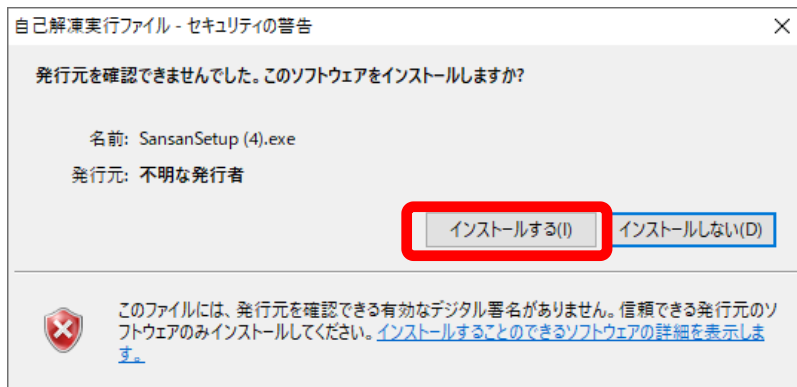 自己解凍実行ファイル - セキュリティの警告
発行元を確認できませんでした。このソフトウェアをインストールしますか?
名前: SansanSetup (4).exe
発行元: 不明な発行者
インストールする(I) インストールしない(D)
このファイルには、発行元を確認できる有効なデジタル署名がありません。信頼できる発行元のソ
フトウェアのみインストールしてください。インストールすることのできるソフトウェアの詳細を表示しま
す。